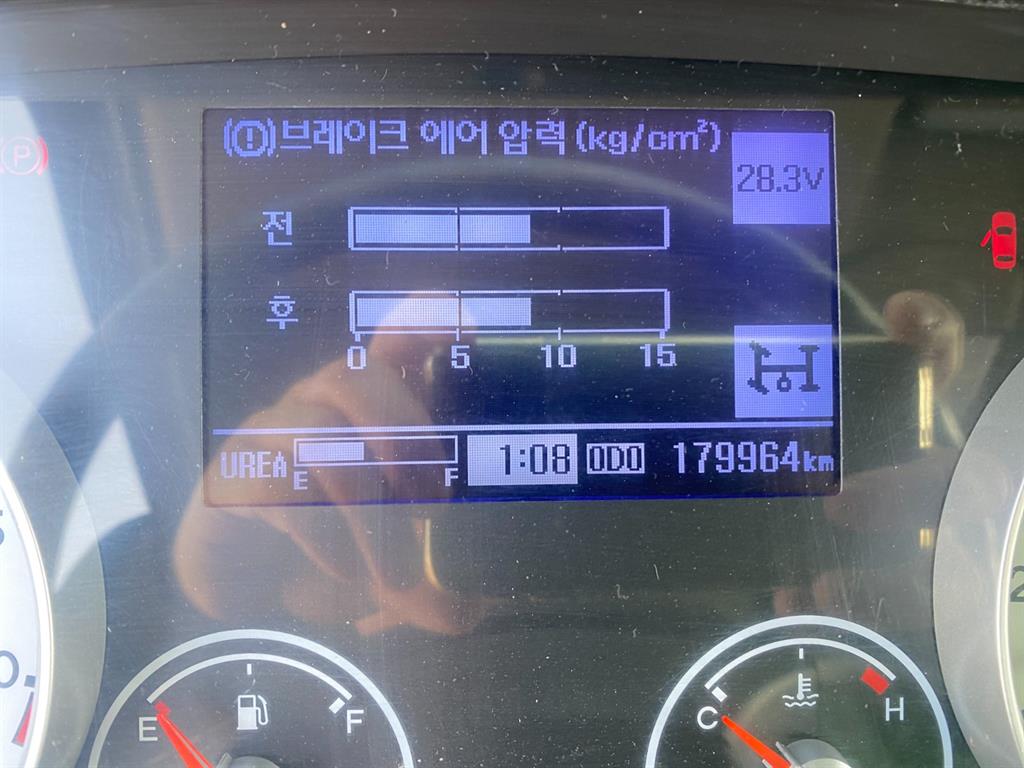 (P)
(!) 브레이크 에어 압력 (kg/cm²)
28.3V
전
후
0 5 10 15
UREA E F 1:08 ODO 179964km
E F
C H